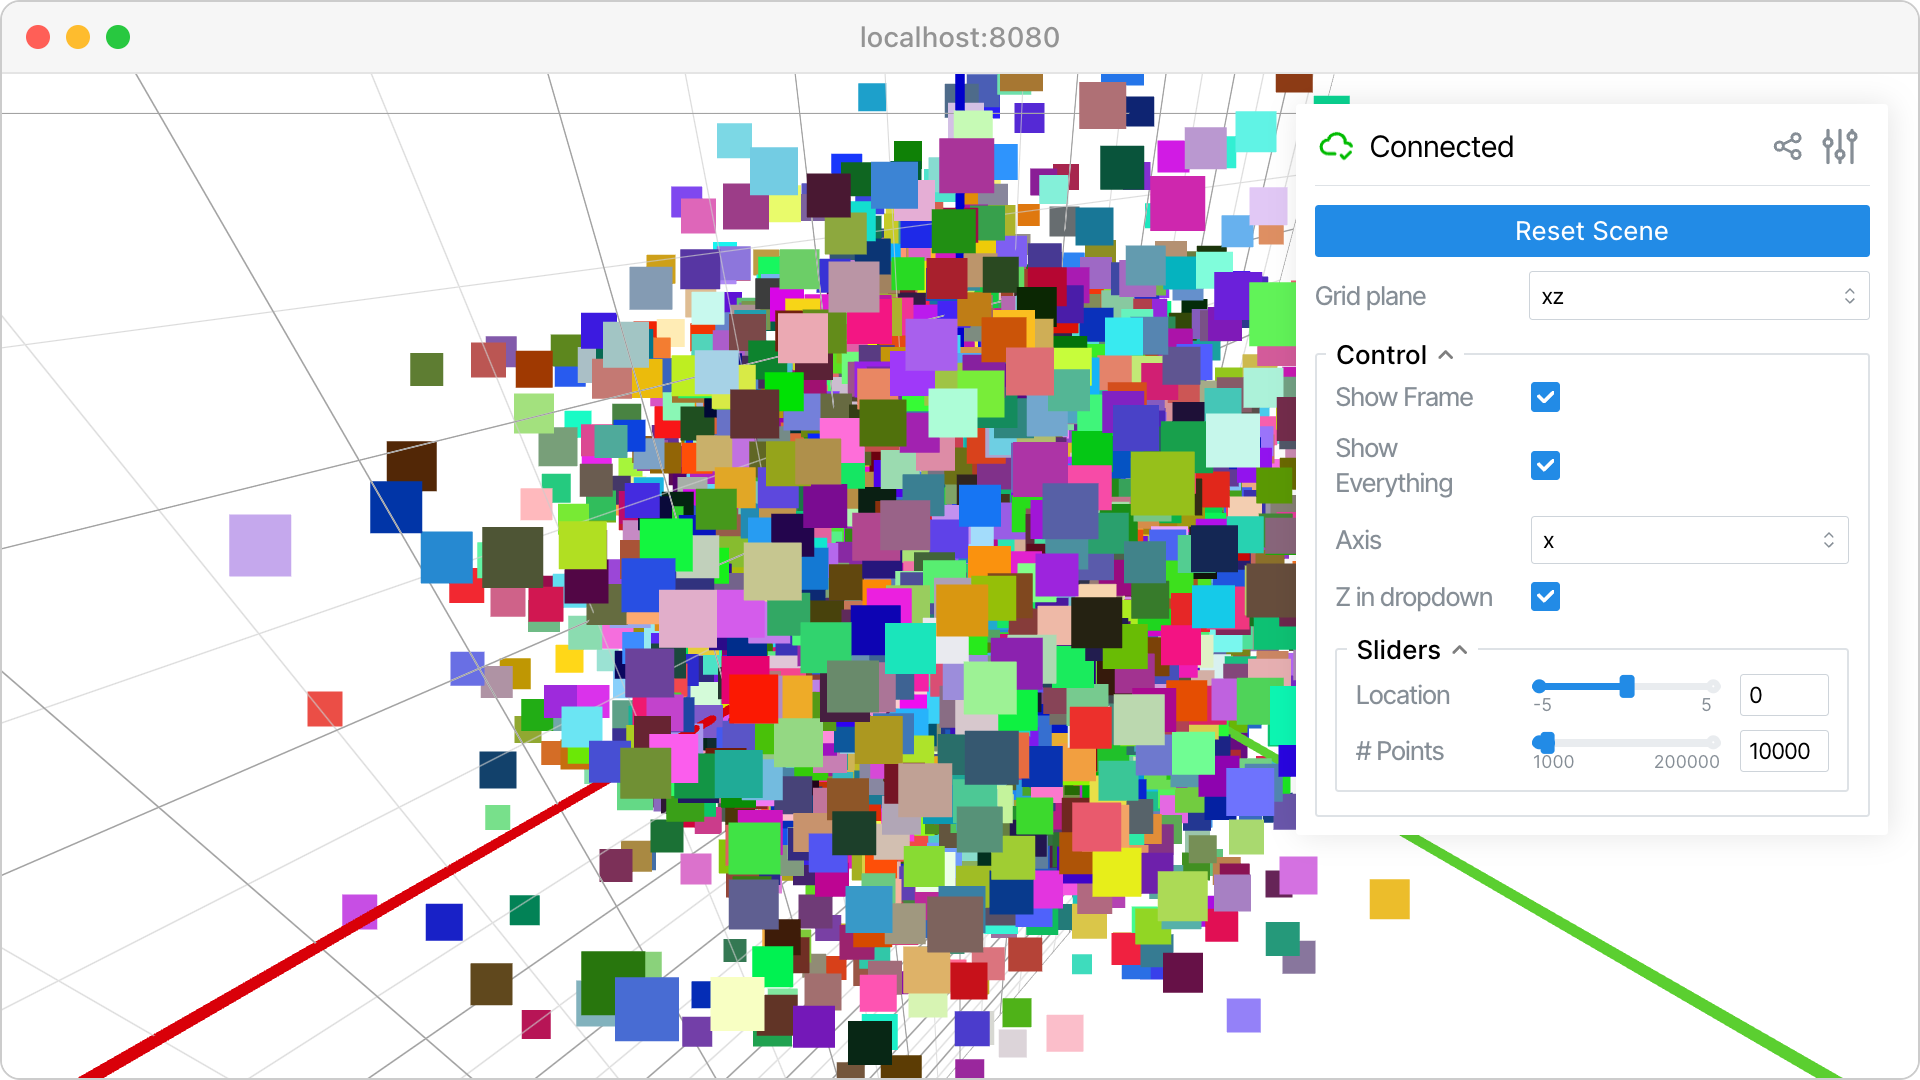 localhost:8080
Connected
Reset Scene
Grid plane
xz
Control
Show Frame
Show
Everything
Axis
x
Z in dropdown
Sliders
Location
-5
5
0
# Points
1000
200000
10000